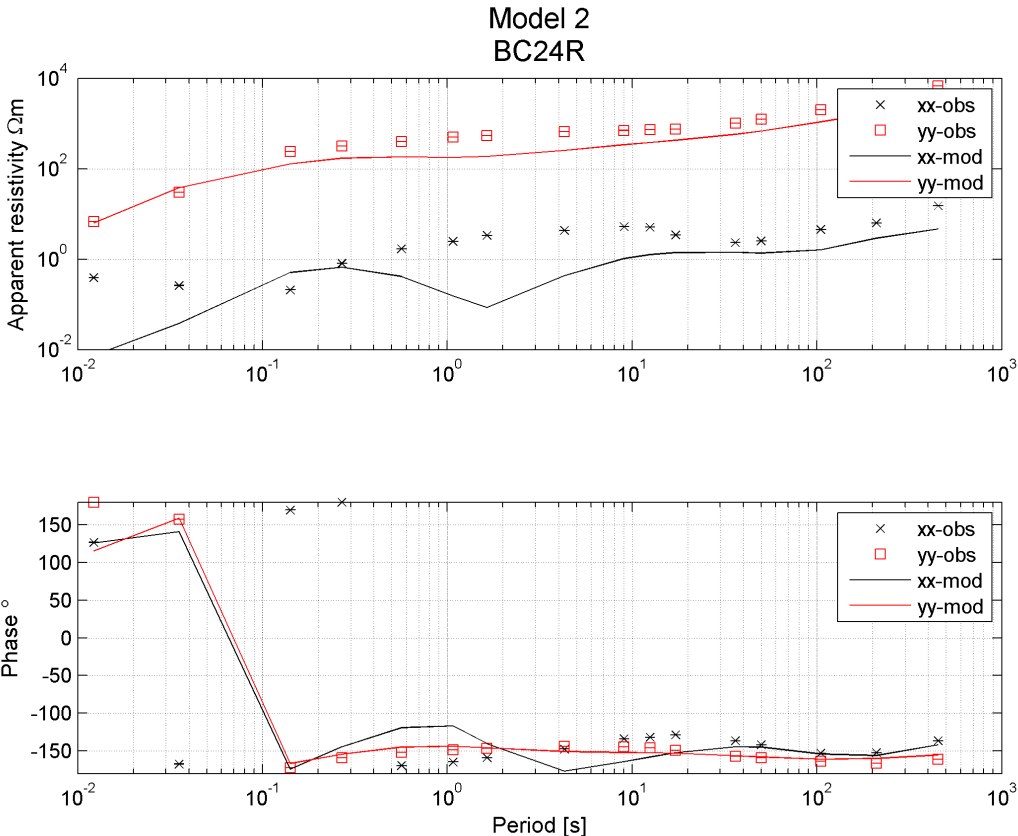 Model 2
BC24R
Apparent resistivity Ωm
10^4
10^2
10^0
10^-2
10^-2
10^-1
10^0
10^1
10^2
10^3
xx-obs
yy-obs
xx-mod
yy-mod
Phase °
150
100
50
0
-50
-100
-150
10^-2
10^-1
10^0
10^1
10^2
10^3
Period [s]
xx-obs
yy-obs
xx-mod
yy-mod